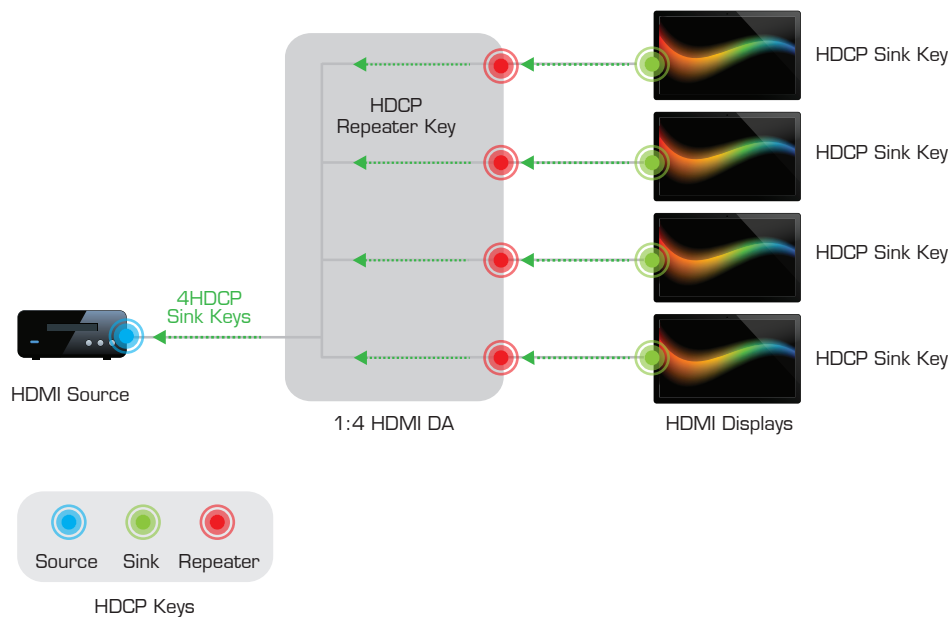 HDCP Sink Key
HDCP
Repeater Key
HDCP Sink Key
HDCP Sink Key
4HDCP
Sink Keys
HDCP Sink Key
HDMI Source
1:4 HDMI DA
HDMI Displays
Source Sink Repeater
HDCP Keys